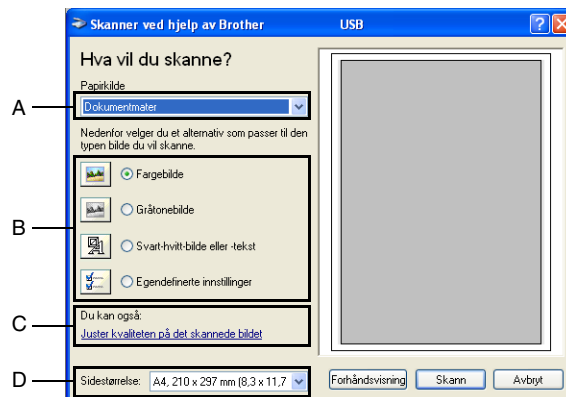 Skanner ved hjelp av Brother USB
Hva vil du skanne?
Papirkilde
A
Dokumentmater
Nedenfor velger du et alternativ som passer til den
typen bilde du vil skanne.
B
Fargebilde
Gråtonebilde
Svart-hvitt-bilde eller -tekst
Egendefinerte innstillinger
C
Du kan også:
Juster kvaliteten på det skannede bildet
D
Sidestørrelse: A4, 210 x 297 mm (8,3 x 11,7
Forhåndsvisning Skann Avbryt